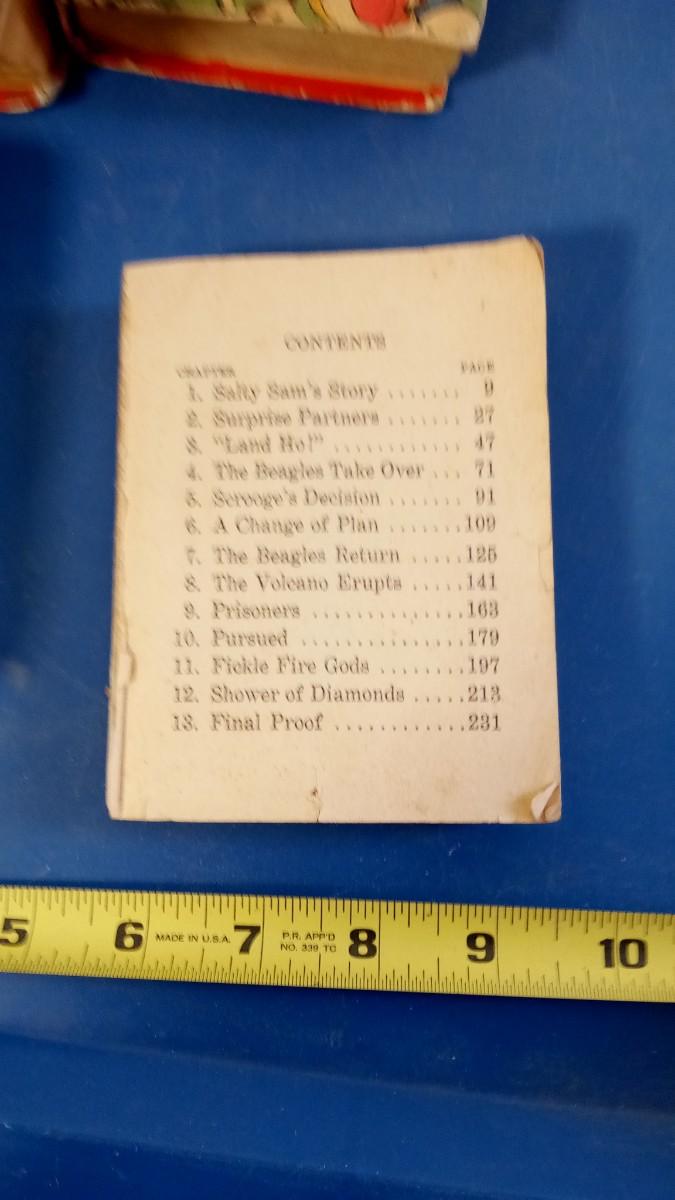 CONTENTS
CHAPTER PAGE
1. Salty Sam's Story ....... 9
2. Surprise Partners ....... 27
3. "Land Ho!" ............ 47
4. The Beagles Take Over ... 71
5. Scrooge's Decision ....... 91
6. A Change of Plan .......109
7. The Beagles Return .....125
8. The Volcano Erupts .....141
9. Prisoners ..............163
10. Pursued ...............179
11. Fickle Fire Gods ........197
12. Shower of Diamonds .....213
13. Final Proof ............231
5 6 MADE IN U.S.A. 7 P.R. APP'D 8 9 10
NO. 339 TC